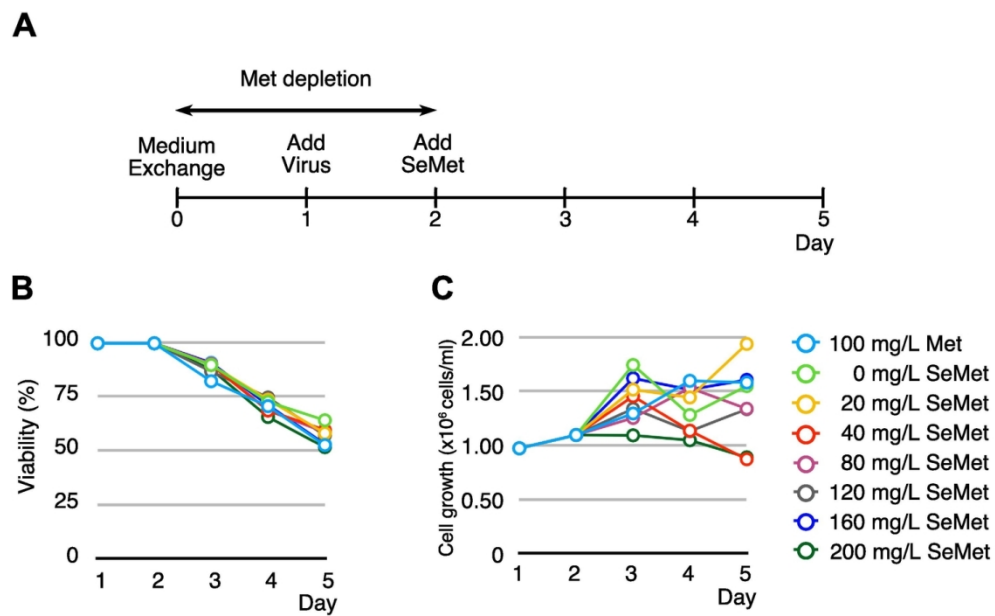 A
Met depletion
Medium
Exchange
Add
Virus
Add
SeMet
0 1 2 3 4 5
Day
B
Viability (%)
100
75
50
25
0
1 2 3 4 5
Day
C
Cell growth (x10⁶ cells/ml)
2.00
1.50
1.00
0.50
0
1 2 3 4 5
Day
100 mg/L Met
0 mg/L SeMet
20 mg/L SeMet
40 mg/L SeMet
80 mg/L SeMet
120 mg/L SeMet
160 mg/L SeMet
200 mg/L SeMet